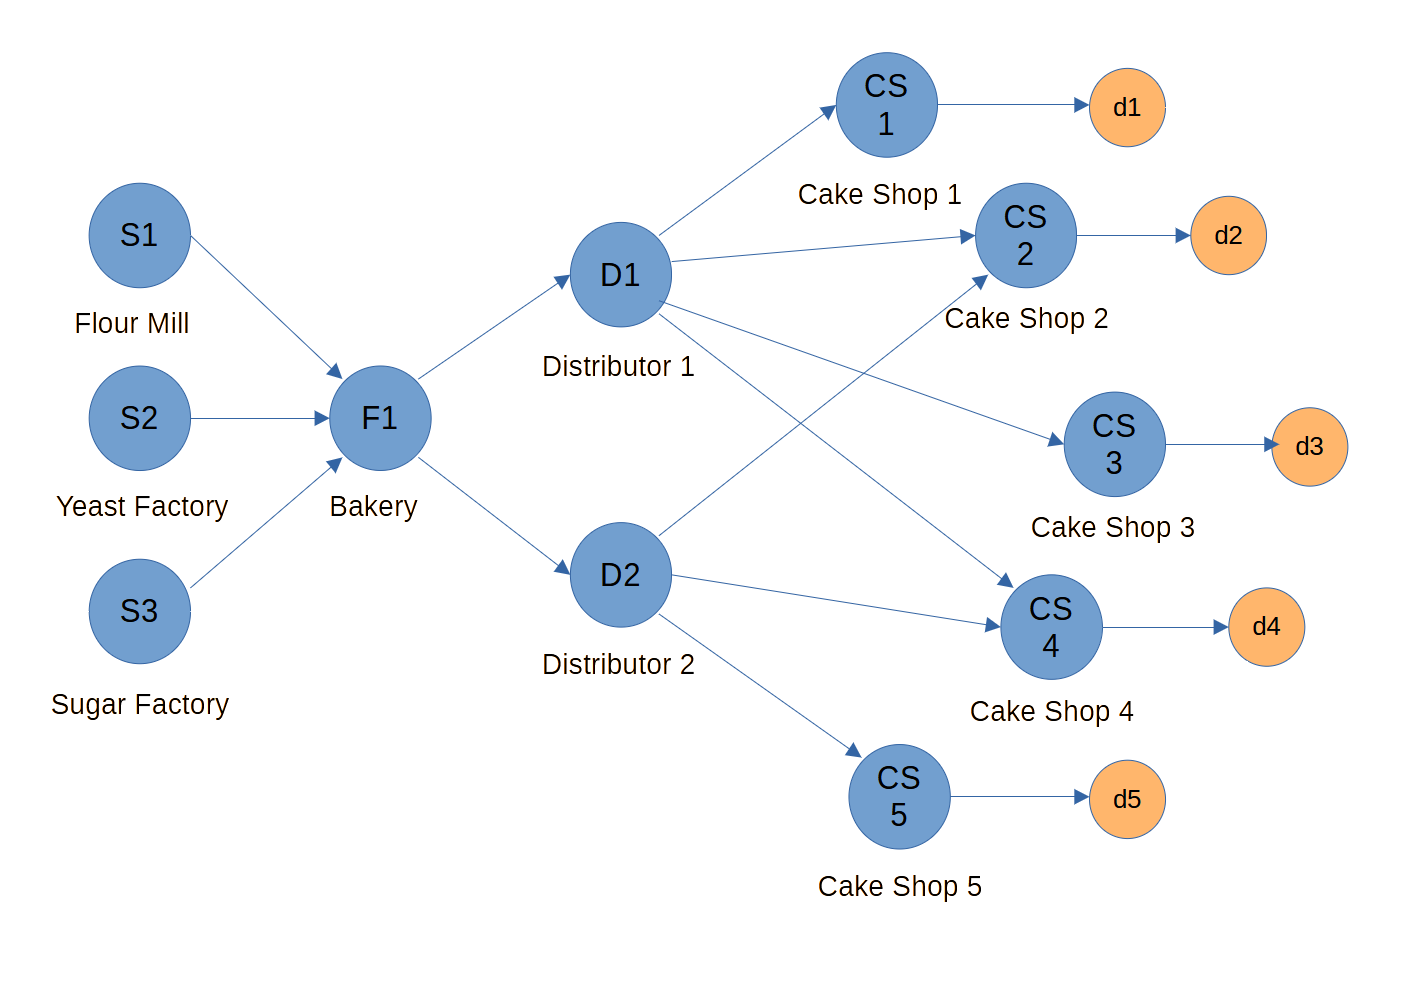 CS
1
d1
Cake Shop 1
CS
2
d2
Cake Shop 2
S1
Flour Mill
D1
Distributor 1
S2
Yeast Factory
F1
Bakery
CS
3
d3
Cake Shop 3
S3
Sugar Factory
D2
Distributor 2
CS
4
d4
Cake Shop 4
CS
5
d5
Cake Shop 5